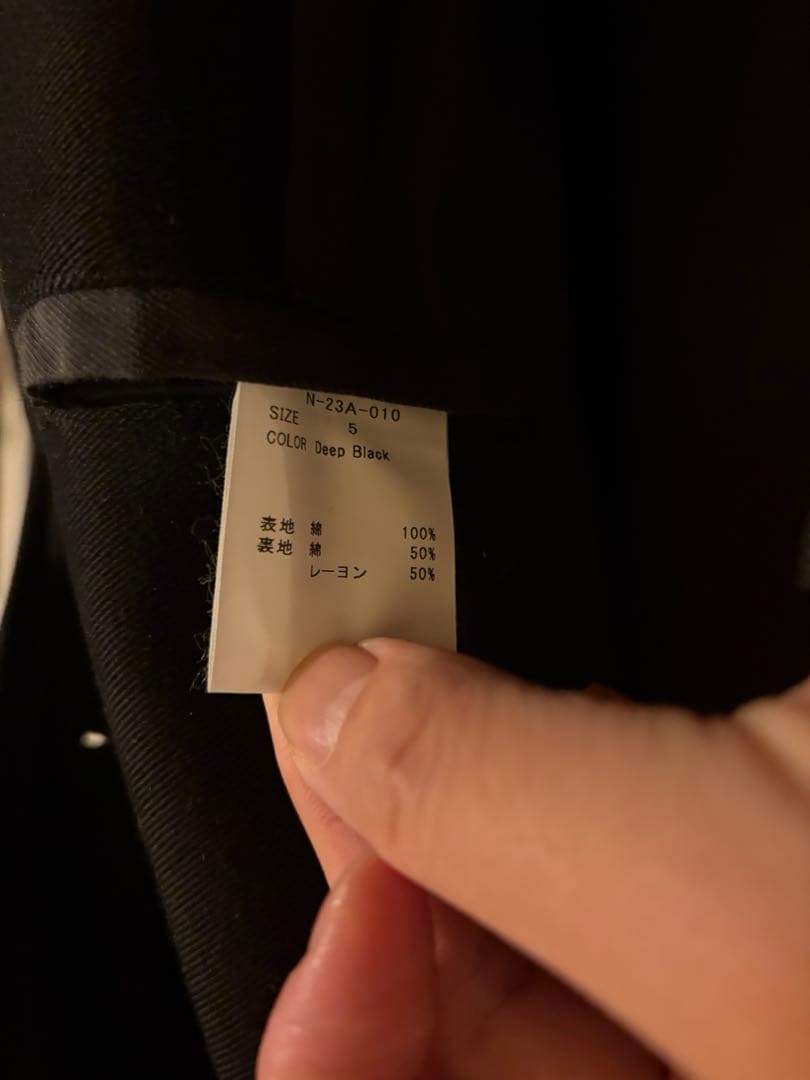 N-23A-010
SIZE 5
COLOR Deep Black
表地 綿 100%
裏地 綿 50%
レーヨン 50%